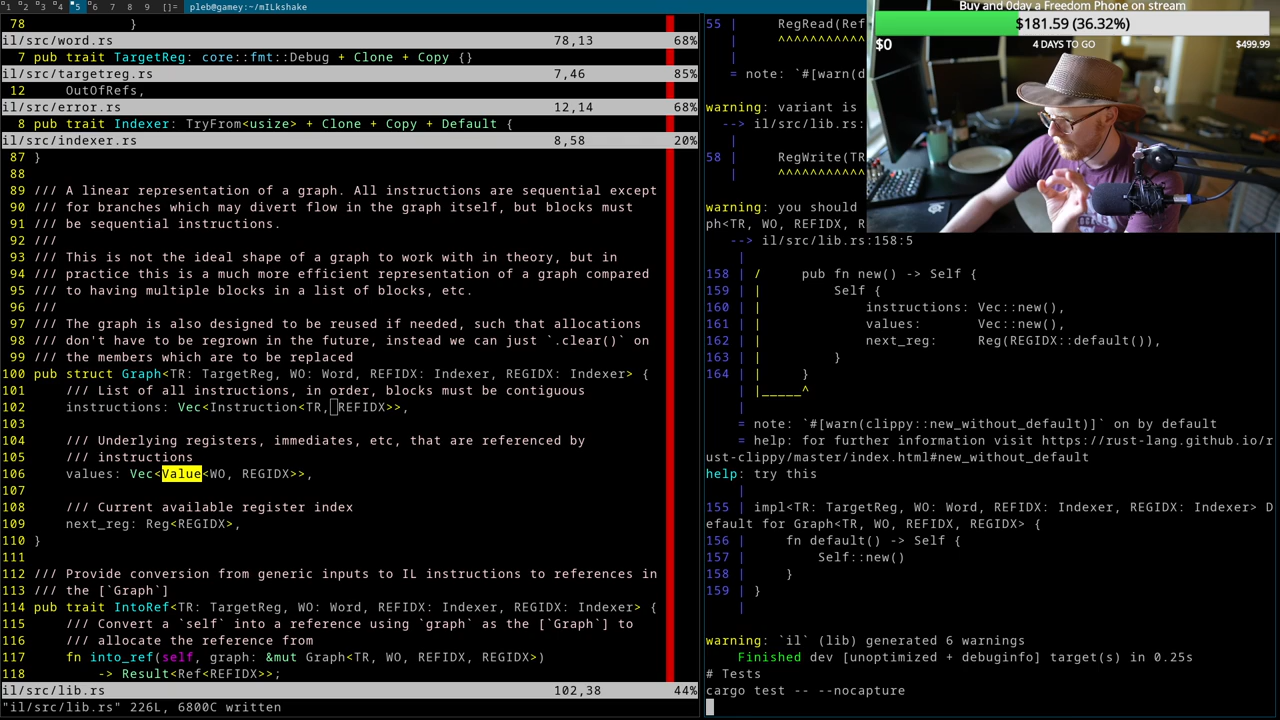 1 2 3 4 5 6 7 8 9 []= pleb@gamey:~/mILkshake
78 }
il/src/word.rs 78,13 68%
7 pub trait TargetReg: core::fmt::Debug + Clone + Copy {}
il/src/targetreg.rs 7,46 85%
12 OutOfRefs,
il/src/error.rs 12,14 68%
8 pub trait Indexer: TryFrom<usize> + Clone + Copy + Default {
il/src/indexer.rs 8,58 20%
87 }
88
89 /// A linear representation of a graph. All instructions are sequential except
90 /// for branches which may divert flow in the graph itself, but blocks must
91 /// be sequential instructions.
92 ///
93 /// This is not the ideal shape of a graph to work with in theory, but in
94 /// practice this is a much more efficient representation of a graph compared
95 /// to having multiple blocks in a list of blocks, etc.
96 ///
97 /// The graph is also designed to be reused if needed, such that allocations
98 /// don't have to be regrown in the future, instead we can just `.clear()` on
99 /// the members which are to be replaced
100 pub struct Graph<TR: TargetReg, WO: Word, REFIDX: Indexer, REGIDX: Indexer> {
101 /// List of all instructions, in order, blocks must be contiguous
102 instructions: Vec<Instruction<TR, REFIDX>>,
103
104 /// Underlying registers, immediates, etc, that are referenced by
105 /// instructions
106 values: Vec<Value<WO, REGIDX>>,
107
108 /// Current available register index
109 next_reg: Reg<REGIDX>,
110 }
111
112 /// Provide conversion from generic inputs to IL instructions to references in
113 /// the [`Graph`]
114 pub trait IntoRef<TR: TargetReg, WO: Word, REFIDX: Indexer, REGIDX: Indexer> {
115 /// Convert a `self` into a reference using `graph` as the [`Graph`] to
116 /// allocate the reference from
117 fn into_ref(self, graph: &mut Graph<TR, WO, REFIDX, REGIDX>)
118 -> Result<Ref<REFIDX>>;
il/src/lib.rs 102,38 44%
"il/src/lib.rs" 226L, 6800C written
55 | RegRead(Ref
| ^^^^^^^^^^^
|
= note: `#[warn(d
warning: variant is
--> il/src/lib.rs:
|
58 | RegWrite(TR
| ^^^^^^^^^^^
warning: you should
ph<TR, WO, REFIDX, R
--> il/src/lib.rs:158:5
|
158 | / pub fn new() -> Self {
159 | | Self {
160 | | instructions: Vec::new(),
161 | | values: Vec::new(),
162 | | next_reg: Reg(REGIDX::default()),
163 | | }
164 | | }
| |_____^
|
= note: `#[warn(clippy::new_without_default)]` on by default
= help: for further information visit https://rust-lang.github.io/r
ust-clippy/master/index.html#new_without_default
help: try this
|
155 | impl<TR: TargetReg, WO: Word, REFIDX: Indexer, REGIDX: Indexer> D
efault for Graph<TR, WO, REFIDX, REGIDX> {
156 | fn default() -> Self {
157 | Self::new()
158 | }
159 | }
|
warning: `il` (lib) generated 6 warnings
Finished dev [unoptimized + debuginfo] target(s) in 0.25s
# Tests
cargo test -- --nocapture
Buy and 0day a Freedom Phone on stream
$181.59 (36.32%)
$0 4 DAYS TO GO $499.99